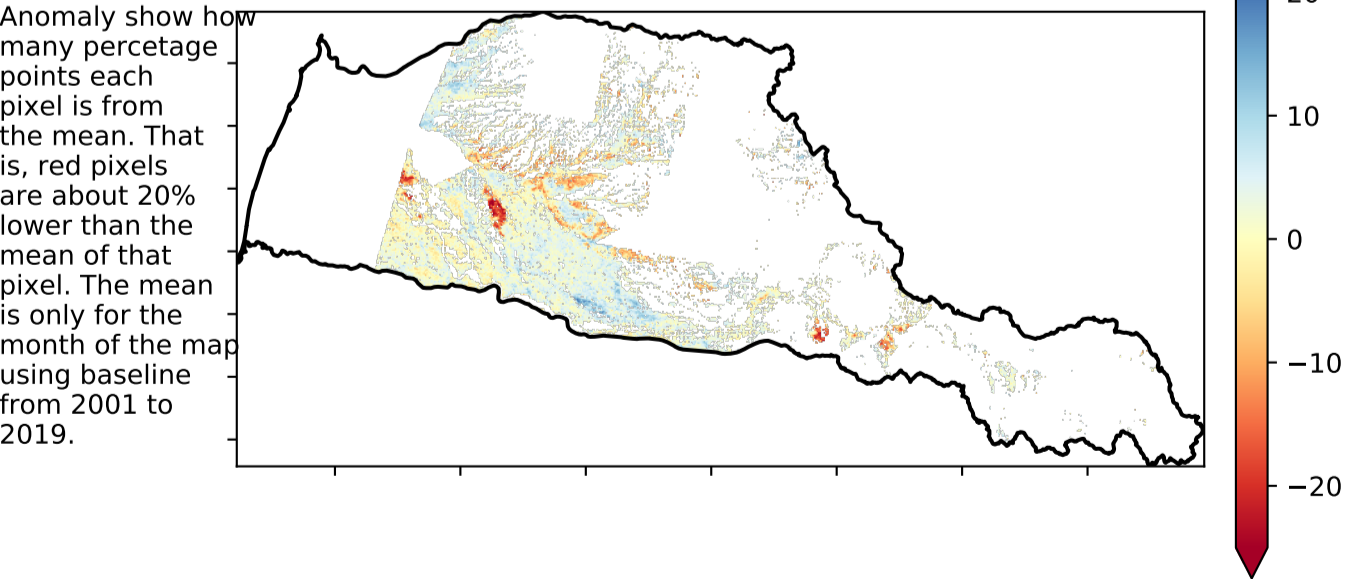 Anomaly show how
many percetage
points each
pixel is from
the mean. That
is, red pixels
are about 20%
lower than the
mean of that
pixel. The mean
is only for the
month of the map
using baseline
from 2001 to
2019.
10
0
−10
−20